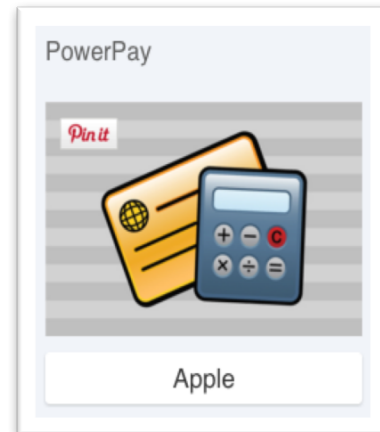 PowerPay
Pin it
+ − C
× ÷ =
Apple